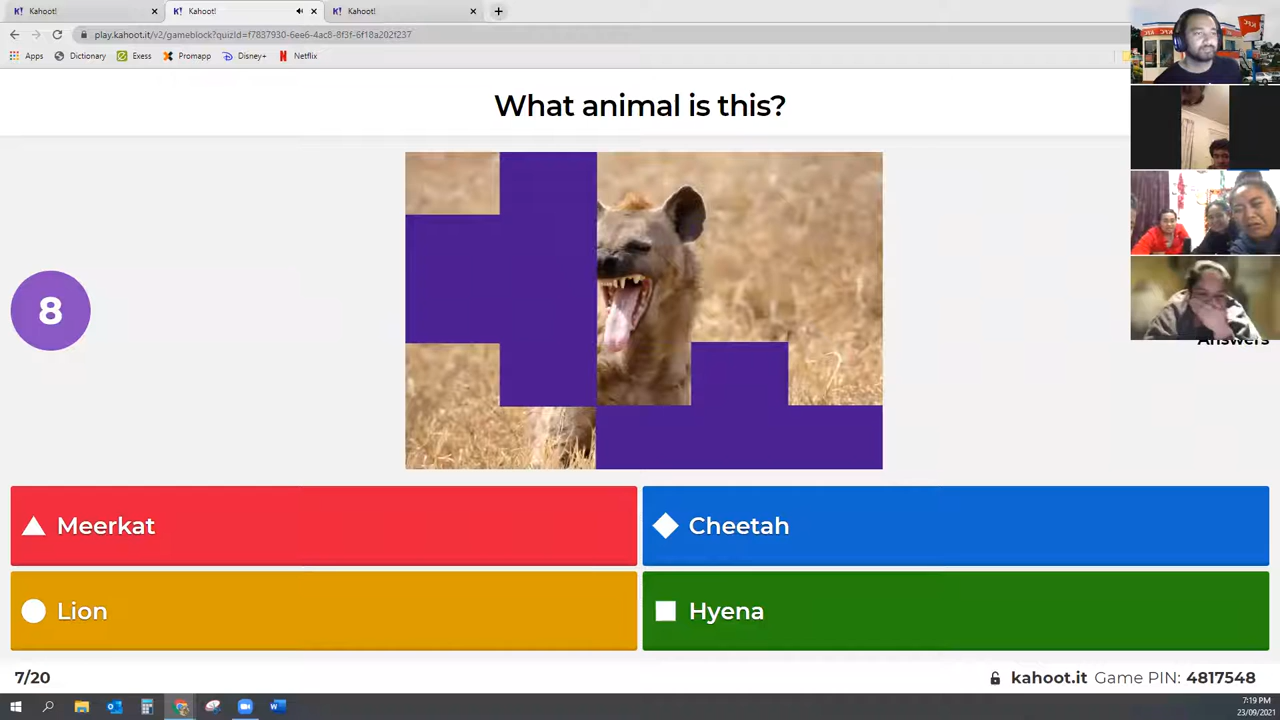 Kahoot!
Kahoot!
Kahoot!
play.kahoot.it/v2/gameblock?quizId=f7837930-6ee6-4ac8-8f3f-6f18a202f237
Apps Dictionary Exess Promapp Disney+ Netflix
What animal is this?
8
Answers
Meerkat
Cheetah
Lion
Hyena
7/20
kahoot.it Game PIN: 4817548
7:19 PM
23/09/2021